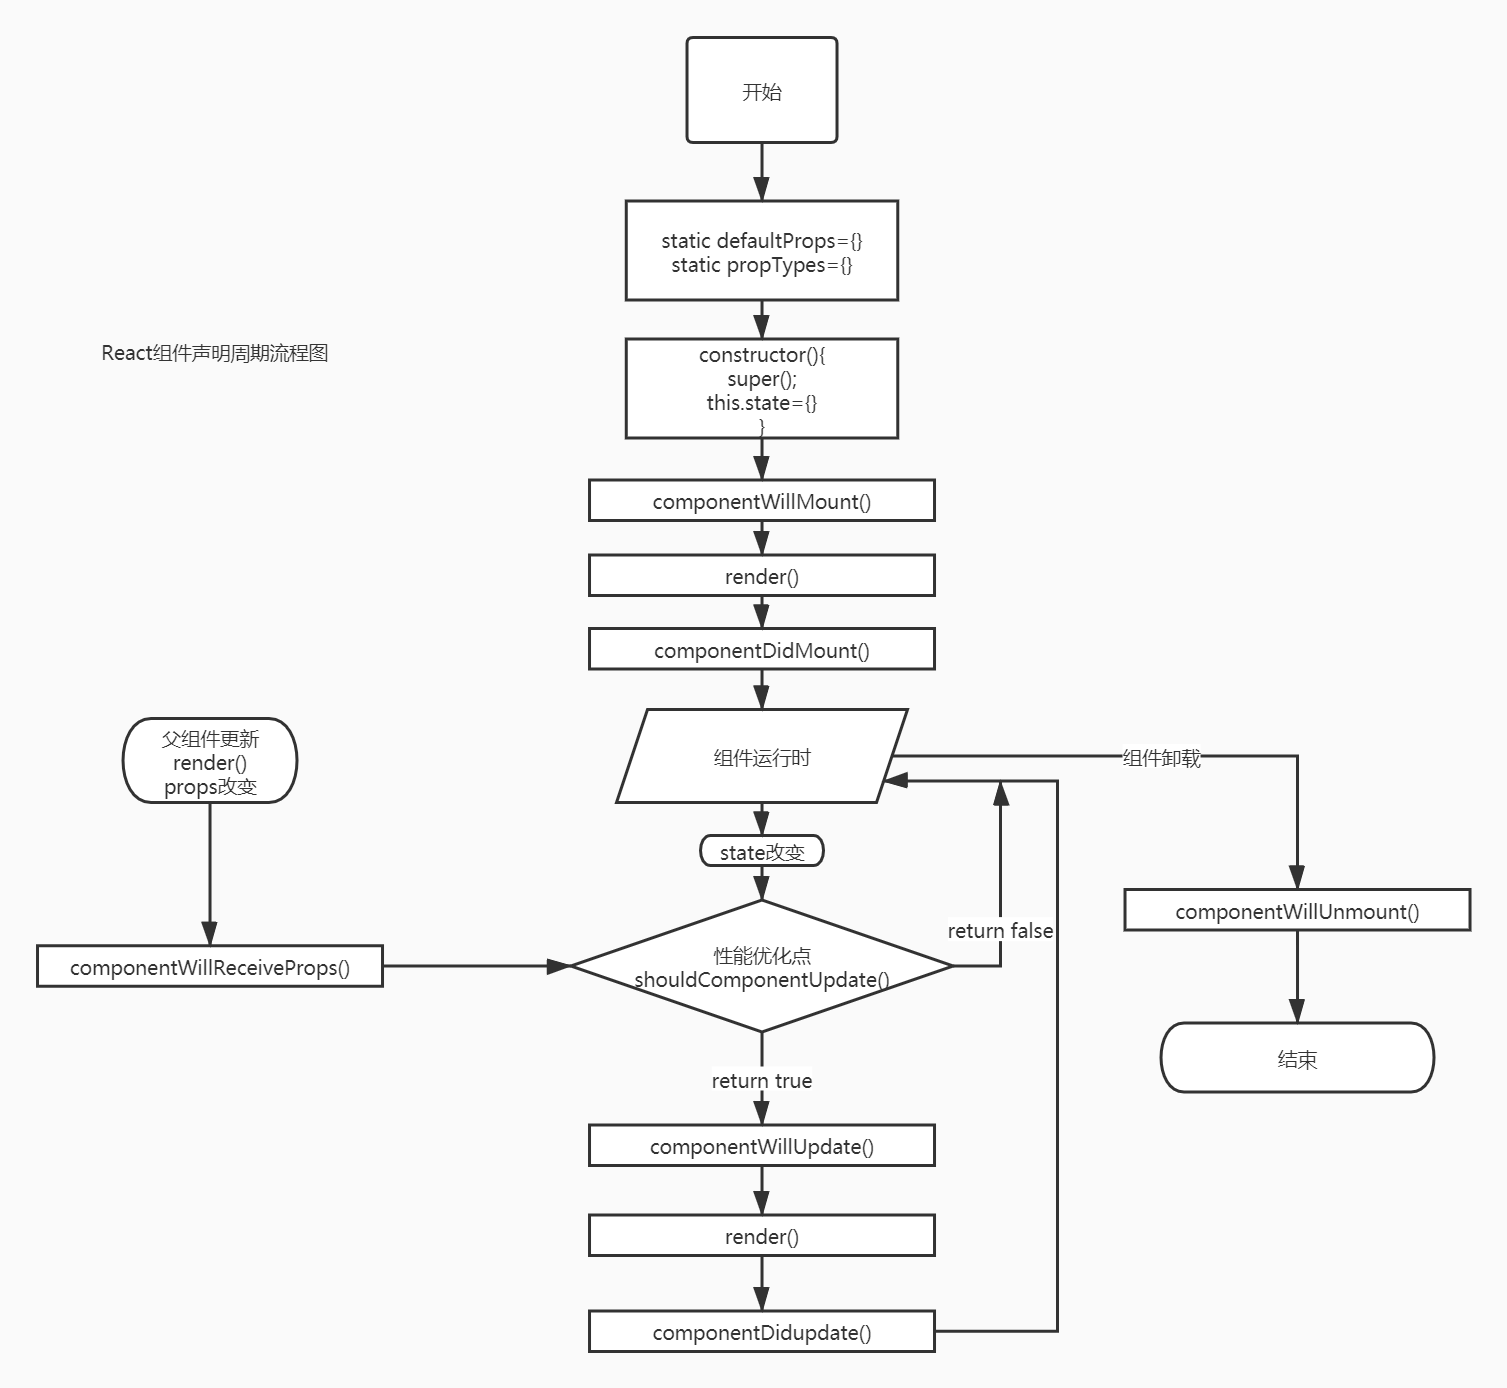 开始
static defaultProps={}
static propTypes={}
React组件声明周期流程图
constructor(){
super();
this.state={}
}
componentWillMount()
render()
componentDidMount()
父组件更新
render()
props改变
组件运行时
组件卸载
state改变
componentWillUnmount()
return false
性能优化点
shouldComponentUpdate()
componentWillReceiveProps()
结束
return true
componentWillUpdate()
render()
componentDidupdate()